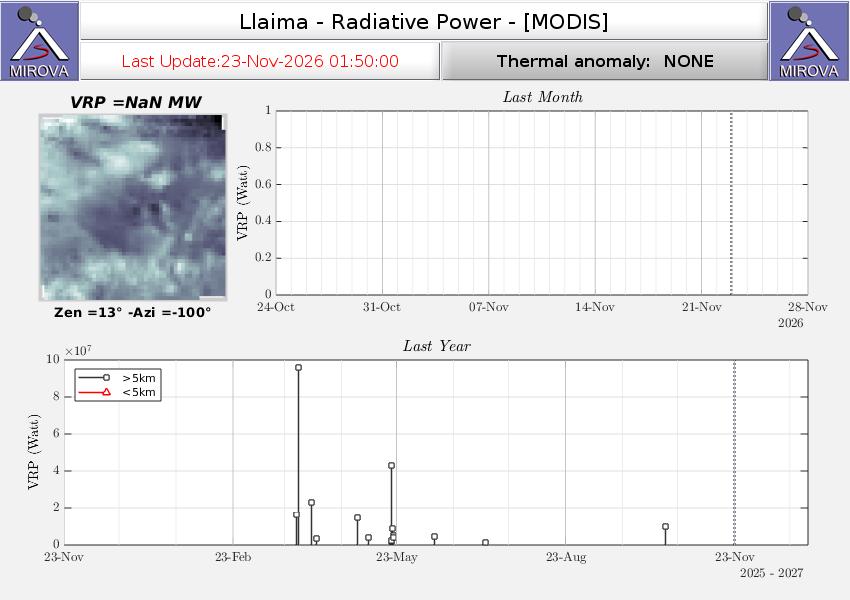 Llaima - Radiative Power - [MODIS]
MIROVA
MIROVA
Last Update:23-Nov-2026 01:50:00
Thermal anomaly: NONE
VRP =NaN MW
Zen =13° -Azi =-100°
Last Month
VRP (Watt)
1
0.8
0.6
0.4
0.2
0
24-Oct 31-Oct 07-Nov 14-Nov 21-Nov 28-Nov
2026
Last Year
×10⁷
VRP (Watt)
10
8
6
4
2
0
>5km
<5km
23-Nov 23-Feb 23-May 23-Aug 23-Nov
2025 - 2027